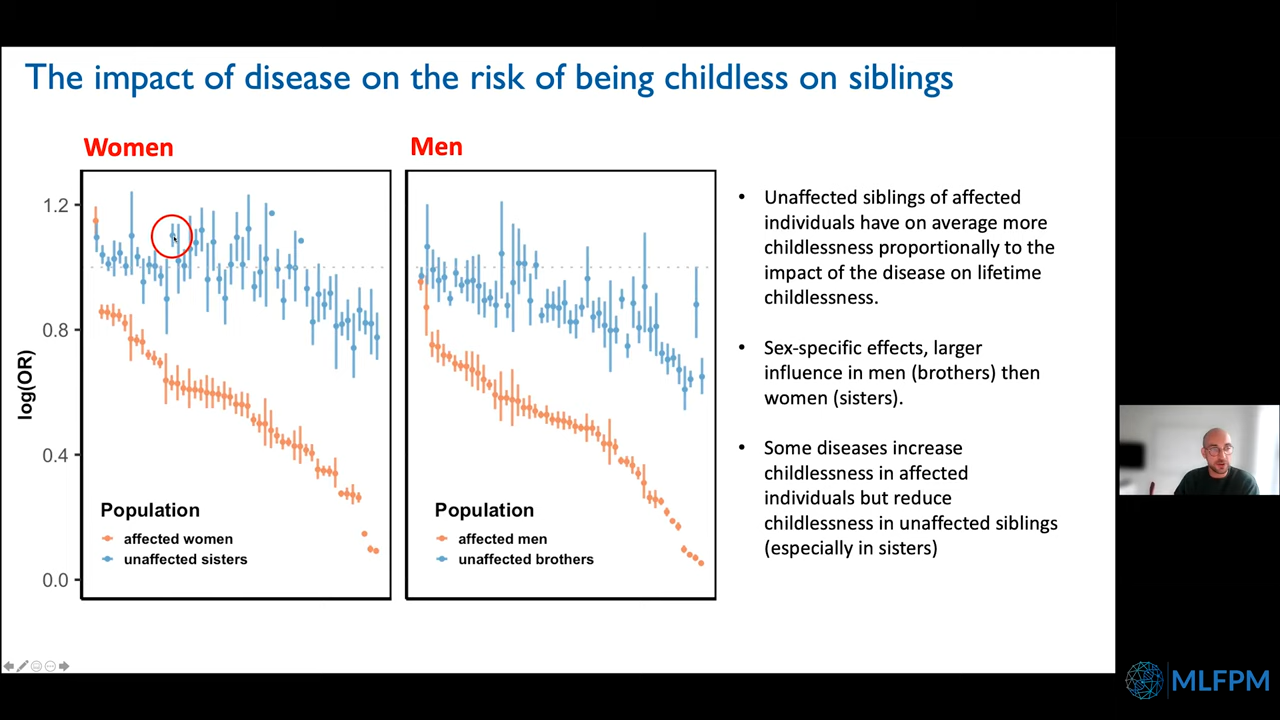 The impact of disease on the risk of being childless on siblings
Women
Men
log(OR)
1.2
0.8
0.4
0.0
Population
affected women
unaffected sisters
Population
affected men
unaffected brothers
• Unaffected siblings of affected
individuals have on average more
childlessness proportionally to the
impact of the disease on lifetime
childlessness.
• Sex-specific effects, larger
influence in men (brothers) then
women (sisters).
• Some diseases increase
childlessness in affected
individuals but reduce
childlessness in unaffected siblings
(especially in sisters)
MLFPM